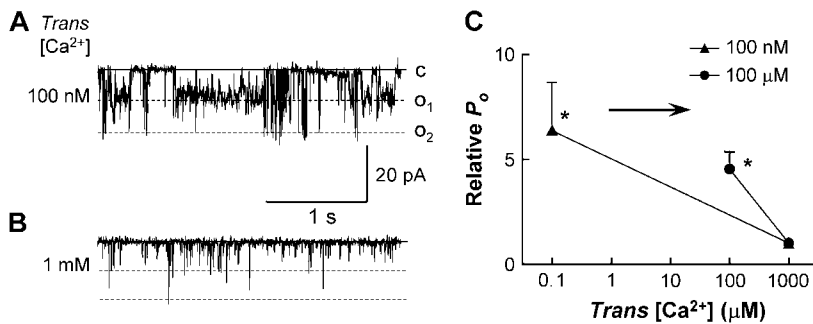 A
Trans
[Ca²⁺]
100 nM
C
O₁
O₂
20 pA
1 s
B
1 mM
C
Relative Pₒ
10
5
0
100 nM
100 μM
*
*
0.1
1
10
100
1000
Trans [Ca²⁺] (μM)